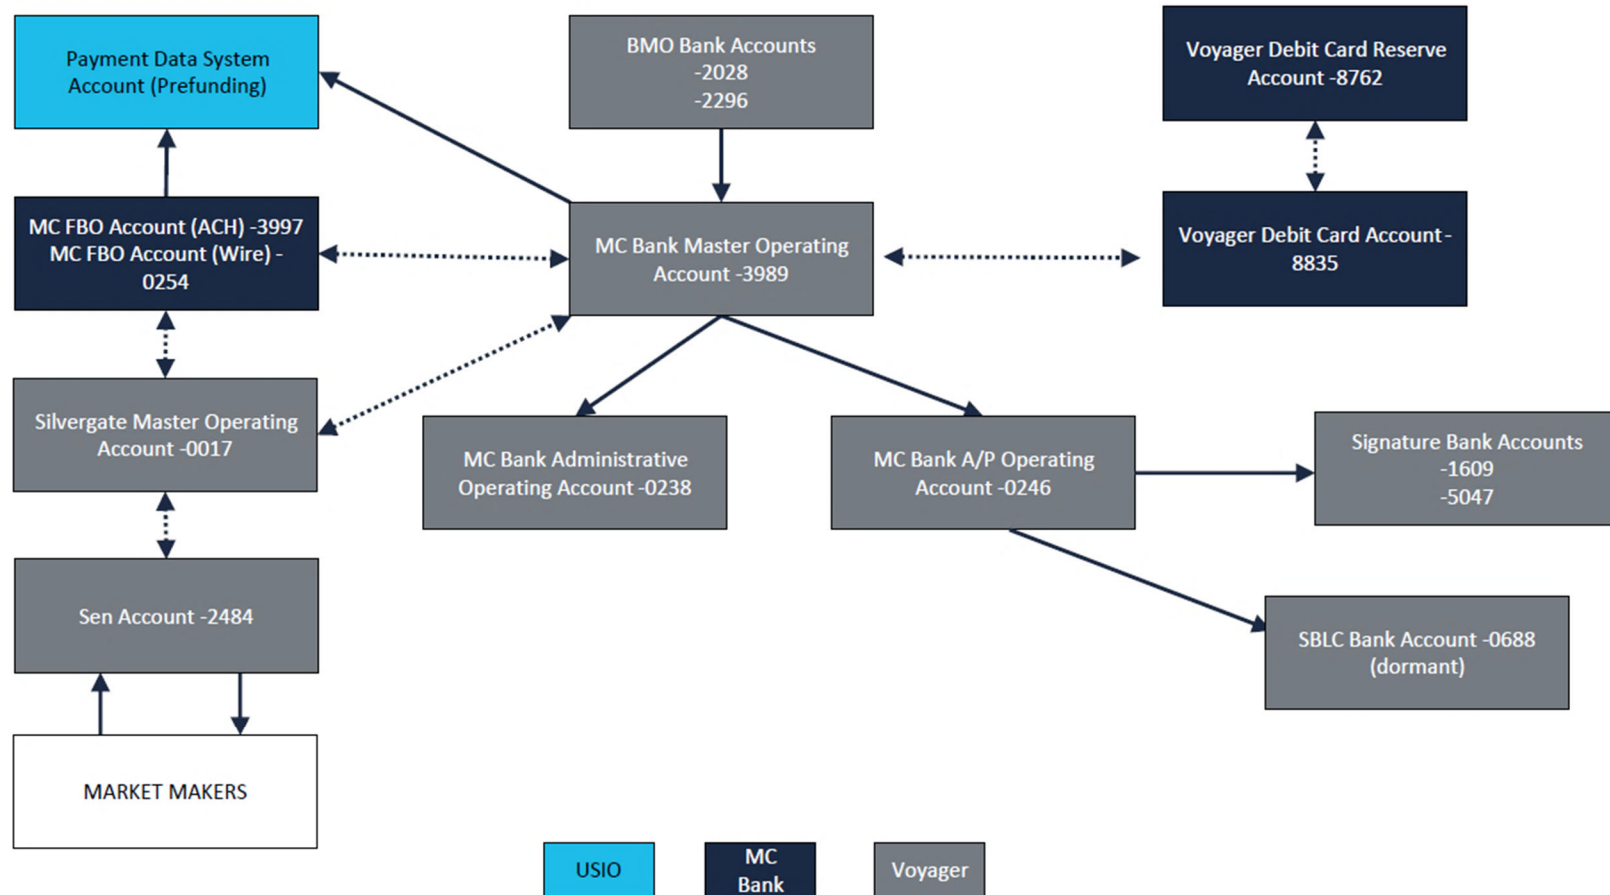 Payment Data System
Account (Prefunding)
BMO Bank Accounts
-2028
-2296
Voyager Debit Card Reserve
Account -8762
MC FBO Account (ACH) -3997
MC FBO Account (Wire) -
0254
MC Bank Master Operating
Account -3989
Voyager Debit Card Account-
8835
Silvergate Master Operating
Account -0017
MC Bank Administrative
Operating Account -0238
MC Bank A/P Operating
Account -0246
Signature Bank Accounts
-1609
-5047
Sen Account -2484
SBLC Bank Account -0688
(dormant)
MARKET MAKERS
USIO
MC
Bank
Voyager